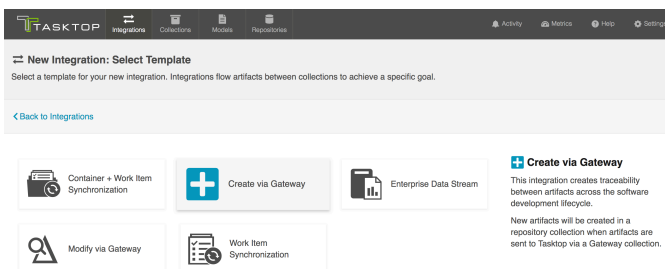 TASKTOP
Integrations
Collections
Models
Repositories
Activity
Metrics
Help
Settings
New Integration: Select Template
Select a template for your new integration. Integrations flow artifacts between collections to achieve a specific goal.
Back to Integrations
Container + Work Item
Synchronization
Create via Gateway
Enterprise Data Stream
Modify via Gateway
Work Item
Synchronization
Create via Gateway
This integration creates traceability
between artifacts across the software
development lifecycle.
New artifacts will be created in a
repository collection when artifacts are
sent to Tasktop via a Gateway collection.